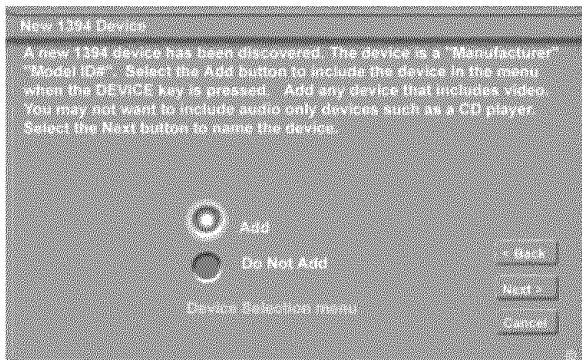 New 1394 Device
A new 1394 device has been discovered. The device is a "Manufacturer"
"Model ID#". Select the Add button to include the device in the menu
when the DEVICE key is pressed. Add any device that includes video.
You may not want to include audio only devices such as a CD player.
Select the Next button to name the device.
Add
Do Not Add
< Back
Next >
Device Selection menu
Cancel